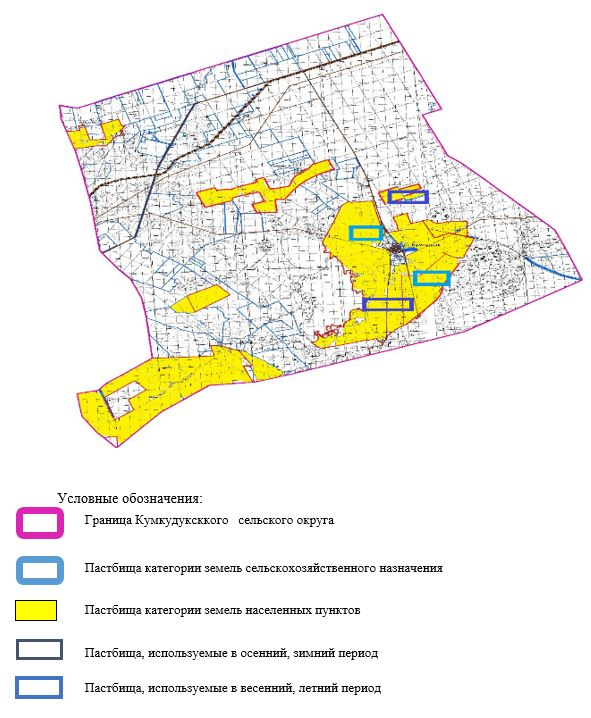 Условные обозначения:
Граница Кумкудуксккого сельского округа
Пастбища категории земель сельскохозяйственного назначения
Пастбища категории земель населенных пунктов
Пастбища, используемые в осенний, зимний период
Пастбища, используемые в весенний, летний период